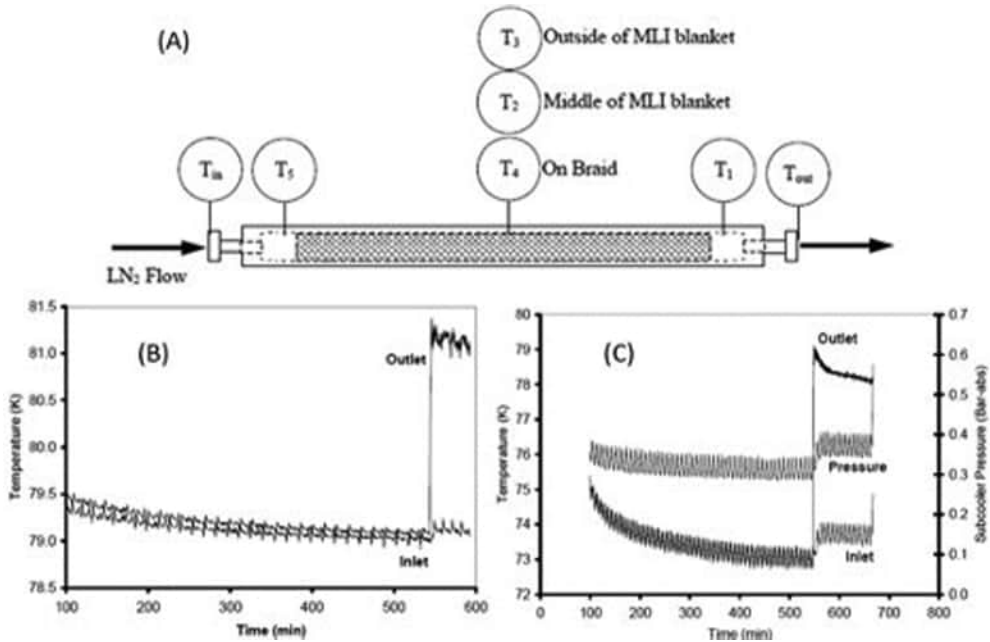 (A)
T3 Outside of MLI blanket
T2 Middle of MLI blanket
Tin T5 T4 On Braid T1 Tout
LN2 Flow
(B)
81.5
81.0
80.5
80.0
79.5
79.0
78.5
Temperature (K)
Outlet
Inlet
100 200 300 400 500 600
Time (min)
(C)
80
79
78
77
76
75
74
73
72
Temperature (K)
Outlet
Pressure
Inlet
0.7
0.6
0.5
0.4
0.3
0.2
0.1
0.0
Subcooler Pressure (Bar-abs)
0 100 200 300 400 500 600 700 800
Time (min)